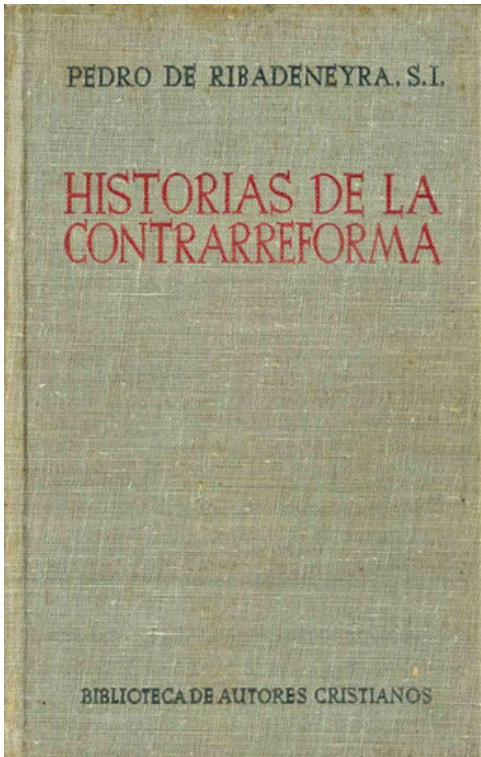 PEDRO DE RIBADENEYRA, S.I.
HISTORIAS DE LA
CONTRARREFORMA
BIBLIOTECA DE AUTORES CRISTIANOS